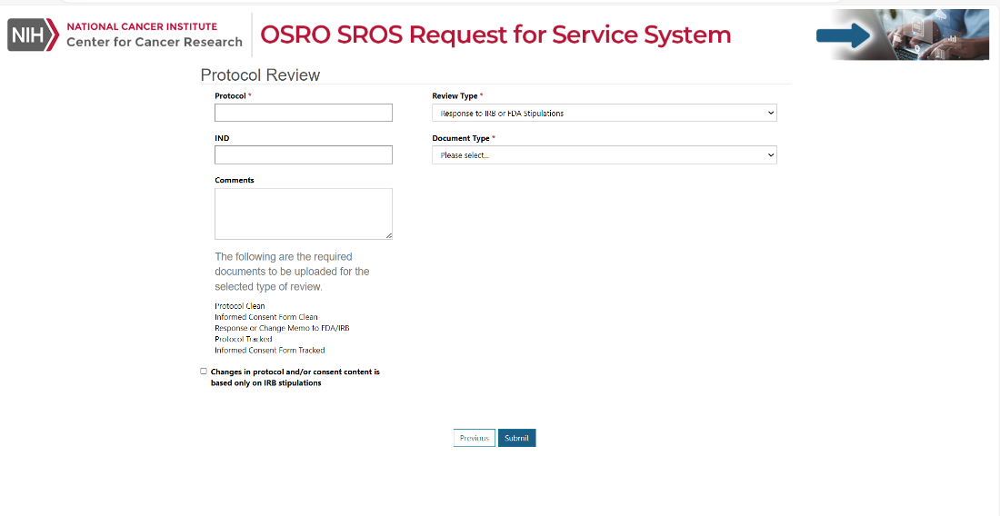 NIH
NATIONAL CANCER INSTITUTE
Center for Cancer Research
OSRO SROS Request for Service System
Protocol Review
Protocol *
Review Type *
Response to IRB or FDA Stipulations
IND
Document Type *
Please select...
Comments
The following are the required
documents to be uploaded for the
selected type of review.
Protocol Clean
Informed Consent Form Clean
Response or Change Memo to FDA/IRB
Protocol Tracked
Informed Consent Form Tracked
Changes in protocol and/or consent content is
based only on IRB stipulations
Previous
Submit